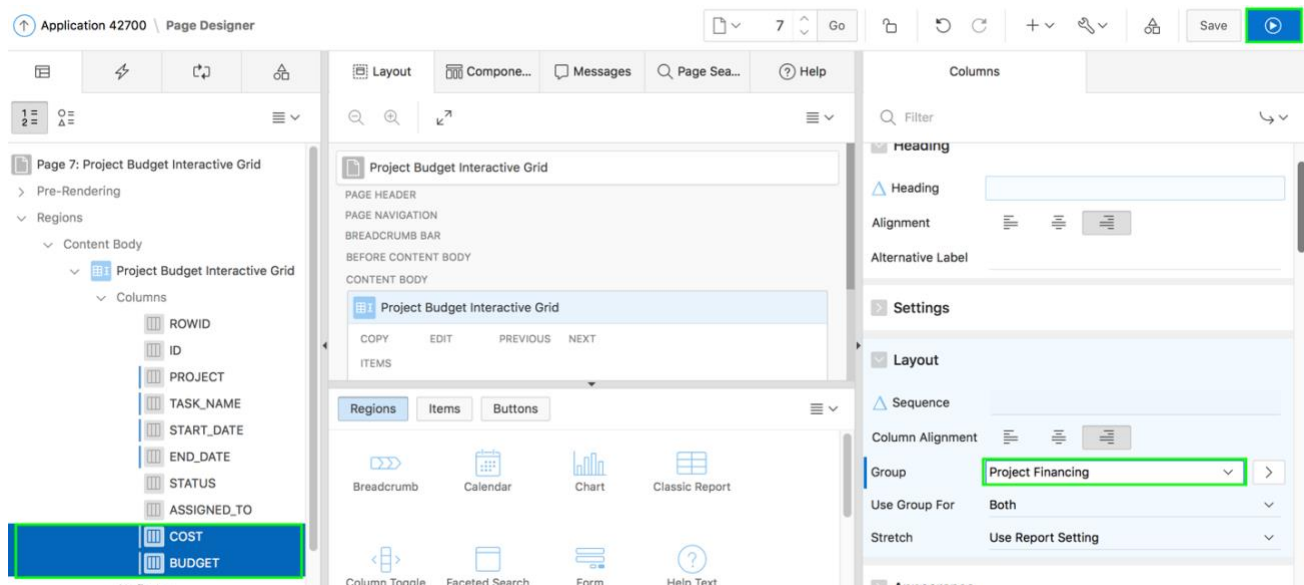 Application 42700 \ Page Designer
7
Go
Save
Layout
Compone...
Messages
Page Sea...
Help
Columns
Filter
Page 7: Project Budget Interactive Grid
Pre-Rendering
Regions
Content Body
Project Budget Interactive Grid
Columns
ROWID
ID
PROJECT
TASK_NAME
START_DATE
END_DATE
STATUS
ASSIGNED_TO
COST
BUDGET
Project Budget Interactive Grid
PAGE HEADER
PAGE NAVIGATION
BREADCRUMB BAR
BEFORE CONTENT BODY
CONTENT BODY
Project Budget Interactive Grid
COPY EDIT PREVIOUS NEXT
ITEMS
Regions Items Buttons
Breadcrumb Calendar Chart Classic Report
Column Toggle Faceted Search Form Help Text
Heading
Heading
Alignment
Alternative Label
Settings
Layout
Sequence
Column Alignment
Group Project Financing
Use Group For Both
Stretch Use Report Setting